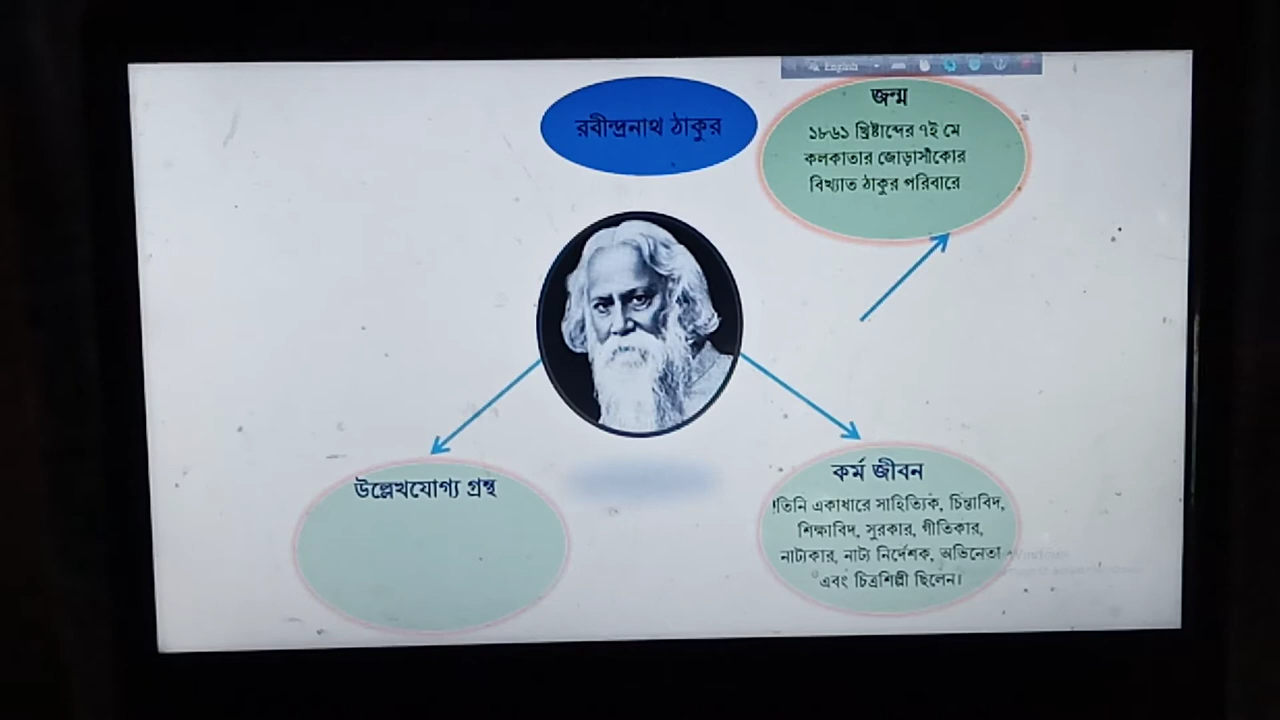 English
রবীন্দ্রনাথ ঠাকুর
জন্ম
১৮৬১ খ্রিষ্টাব্দের ৭ই মে
কলকাতার জোড়াসাঁকোর
বিখ্যাত ঠাকুর পরিবারে
উল্লেখযোগ্য গ্রন্থ
কর্ম জীবন
তিনি একাধারে সাহিত্যিক, চিন্তাবিদ,
শিক্ষাবিদ, সুরকার, গীতিকার,
নাট্যকার, নাট্য নির্দেশক, অভিনেতা
এবং চিত্রশিল্পী ছিলেন।